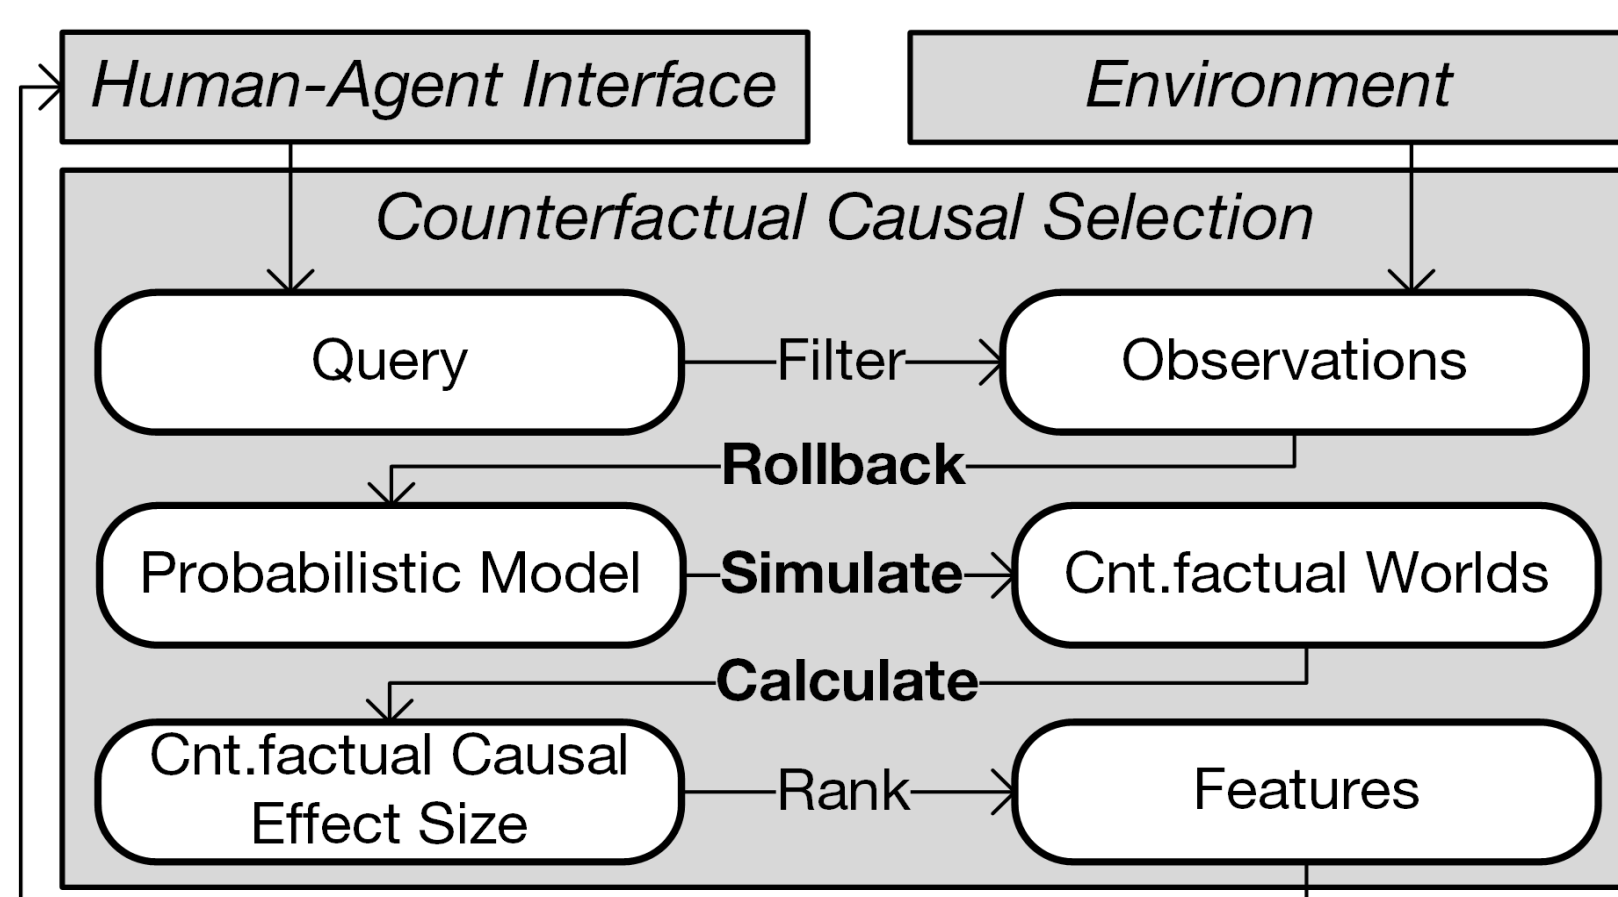 Human-Agent Interface
Environment
Counterfactual Causal Selection
Query
Filter
Observations
Rollback
Probabilistic Model
Simulate
Cnt.factual Worlds
Calculate
Cnt.factual Causal
Effect Size
Rank
Features